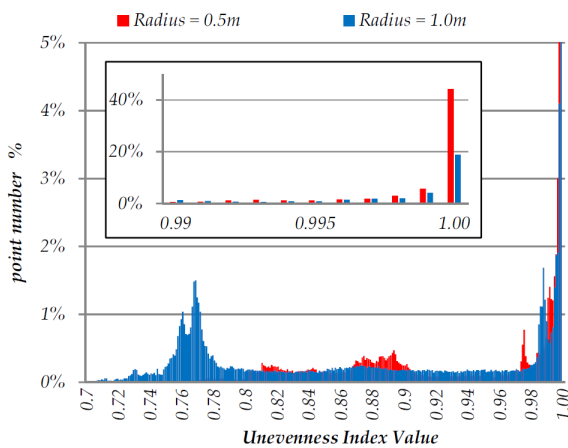 Radius = 0.5m Radius = 1.0m
5%
4%
3%
2%
1%
0%
point number %
40%
20%
0%
0.99 0.995 1.00
0.7 0.72 0.74 0.76 0.78 0.8 0.82 0.84 0.86 0.88 0.9 0.92 0.94 0.96 0.98 1.00
Unevenness Index Value